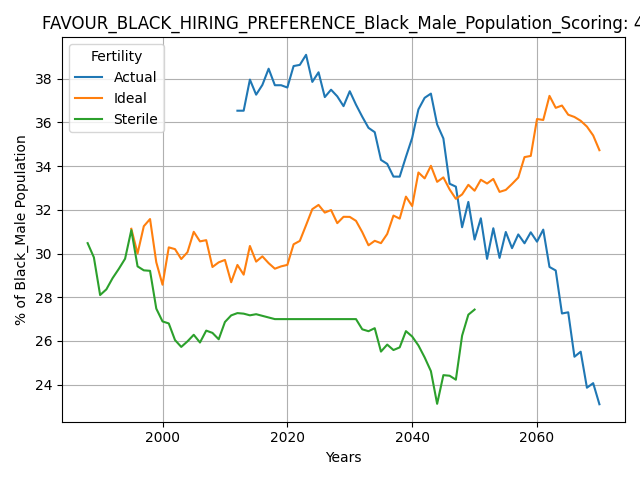 FAVOUR_BLACK_HIRING_PREFERENCE_Black_Male_Population_Scoring: 4
Fertility
Actual
Ideal
Sterile
% of Black_Male Population
38
36
34
32
30
28
26
24
2000
2020
2040
2060
Years